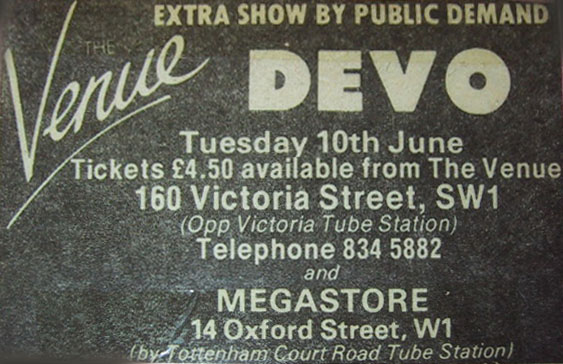 EXTRA SHOW BY PUBLIC DEMAND
THE
Venue
DEVO
Tuesday 10th June
Tickets £4.50 available from The Venue
160 Victoria Street, SW1
(Opp Victoria Tube Station)
Telephone 834 5882
and
MEGASTORE
14 Oxford Street, W1
(by Tottenham Court Road Tube Station)